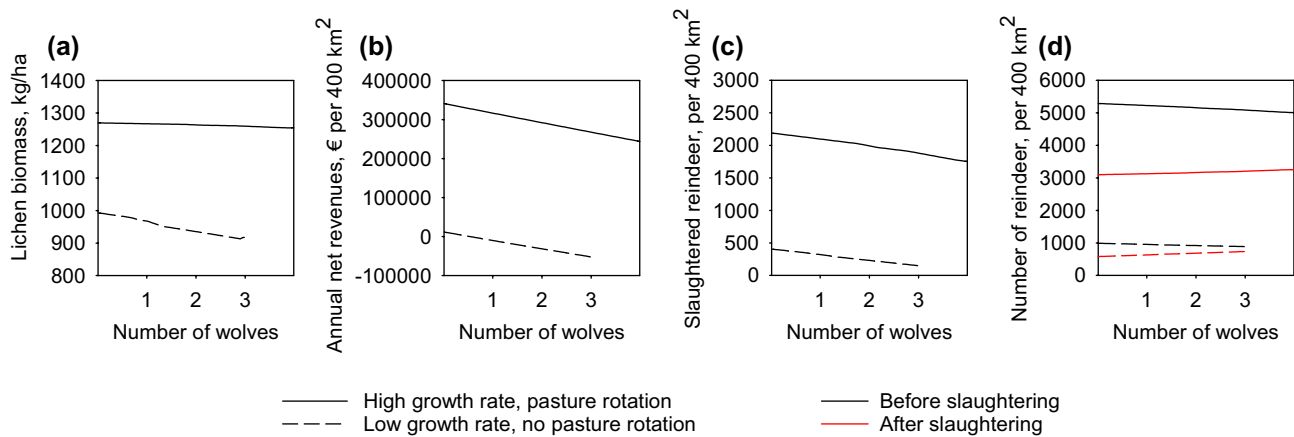 (a)
Lichen biomass, kg/ha
1400
1300
1200
1100
1000
900
800
1
2
3
Number of wolves
(b)
Annual net revenues, € per 400 km²
400000
300000
200000
100000
0
-100000
1
2
3
Number of wolves
(c)
Slaughtered reindeer, per 400 km²
3000
2500
2000
1500
1000
500
0
1
2
3
Number of wolves
(d)
Number of reindeer, per 400 km²
6000
5000
4000
3000
2000
1000
0
1
2
3
Number of wolves
High growth rate, pasture rotation
Low growth rate, no pasture rotation
Before slaughtering
After slaughtering